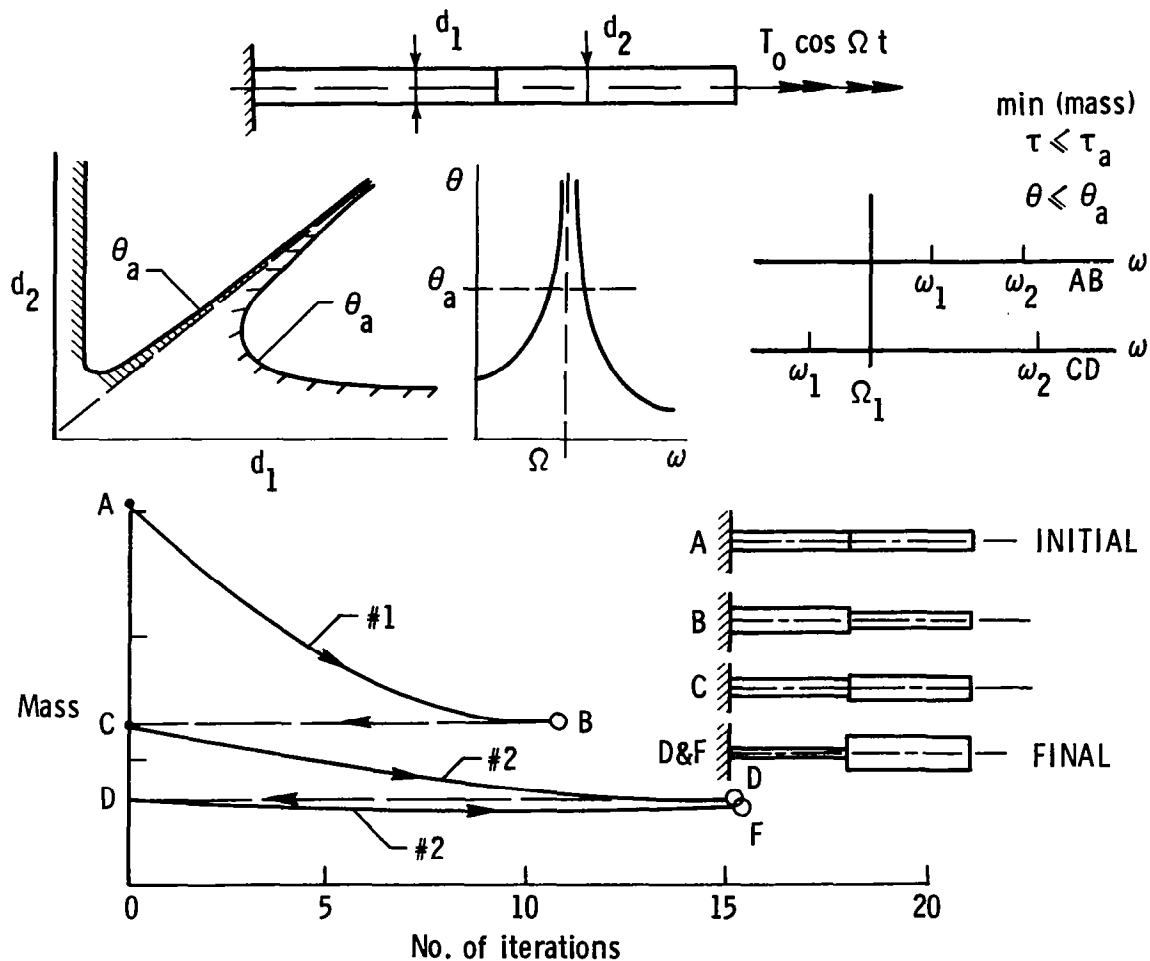 d1
d2
T0 cos Ω t
min (mass)
τ ⩽ τa
θ ⩽ θa
d2
θa
θa
d1
θ
θa
Ω
ω
ω1
ω2
AB
ω
ω1
Ω1
ω2
CD
ω
Mass
A
C
D
#1
B
#2
#2
D
F
0
5
10
15
20
No. of iterations
A
INITIAL
B
C
D&F
FINAL